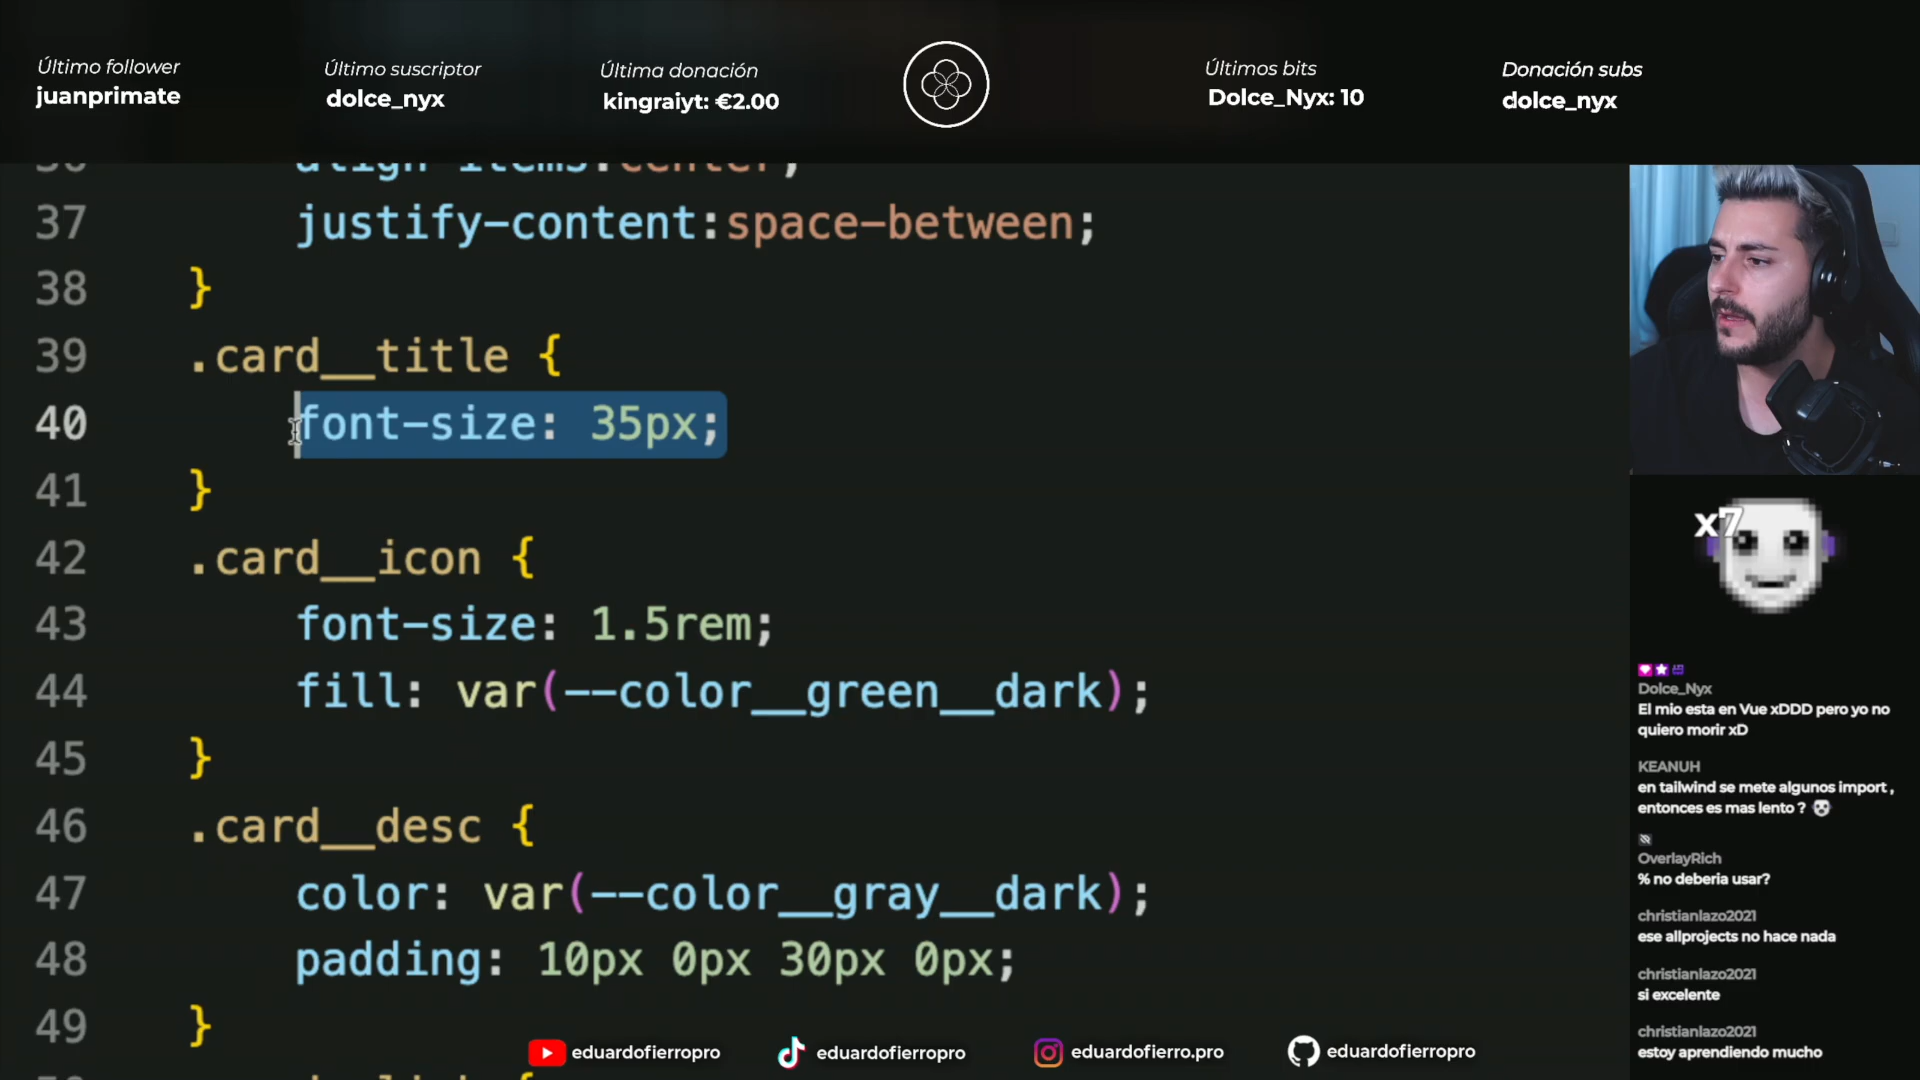 Último follower
juanprimate
Último suscriptor
dolce_nyx
Última donación
kingraiyt: €2.00
Últimos bits
Dolce_Nyx: 10
Donación subs
dolce_nyx
36 align-items:center;
37 justify-content:space-between;
38 }
39 .card__title {
40 font-size: 35px;
41 }
42 .card__icon {
43 font-size: 1.5rem;
44 fill: var(--color__green__dark);
45 }
46 .card__desc {
47 color: var(--color__gray__dark);
48 padding: 10px 0px 30px 0px;
49 }
x7
Dolce_Nyx
El mio esta en Vue xDDD pero yo no
quiero morir xD
KEANUH
en tailwind se mete algunos import ,
entonces es mas lento ?
OverlayRich
% no deberia usar?
christianlazo2021
ese allprojects no hace nada
christianlazo2021
si excelente
christianlazo2021
estoy aprendiendo mucho
eduardofierropro
eduardofierropro
eduardofierro.pro
eduardofierropro